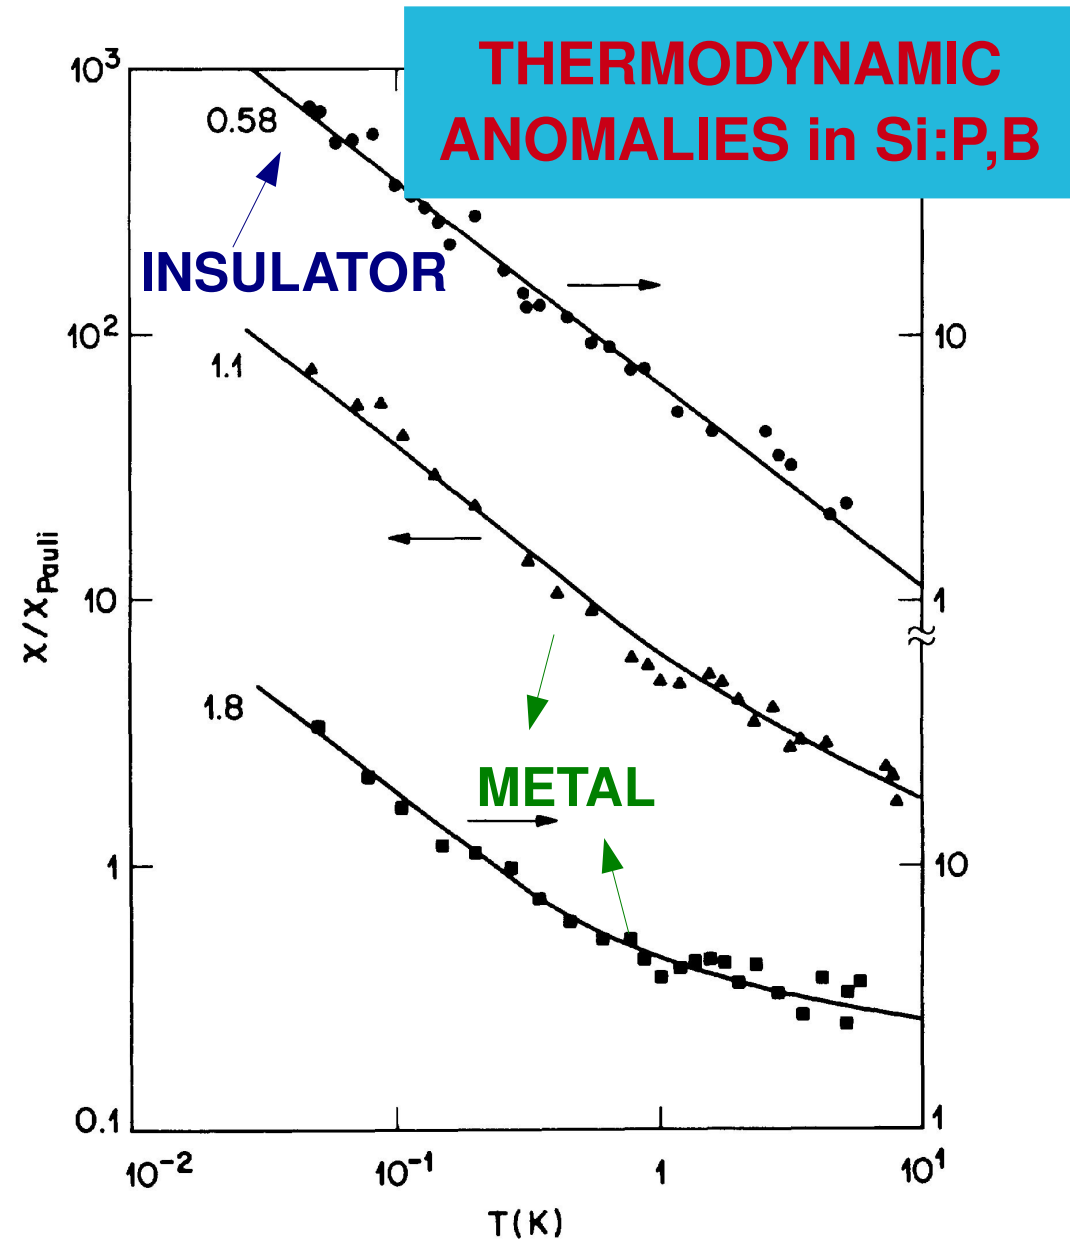 THERMODYNAMIC
ANOMALIES in Si:P,B
10³
0.58
INSULATOR
10²
10
1.1
χ/χPauli
10
1
1.8
METAL
1
10
0.1
1
10⁻²
10⁻¹
1
10¹
T(K)